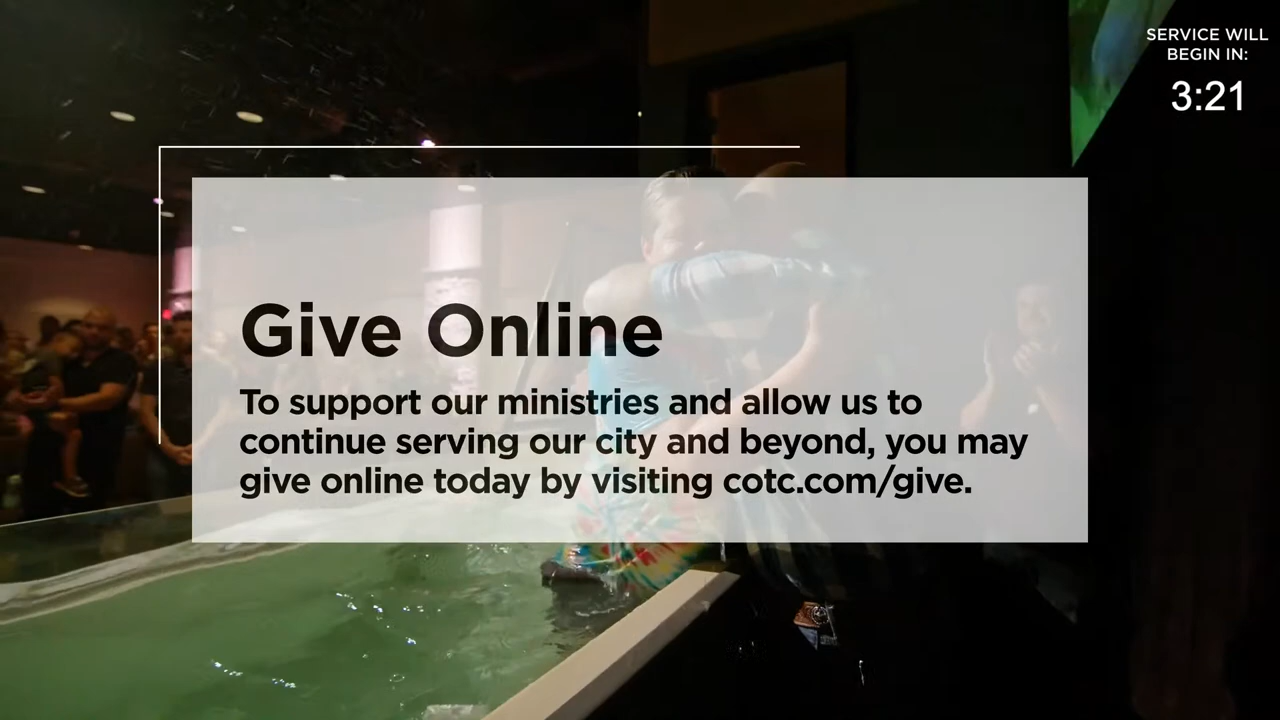 SERVICE WILL
BEGIN IN:
3:21
Give Online
To support our ministries and allow us to
continue serving our city and beyond, you may
give online today by visiting cotc.com/give.